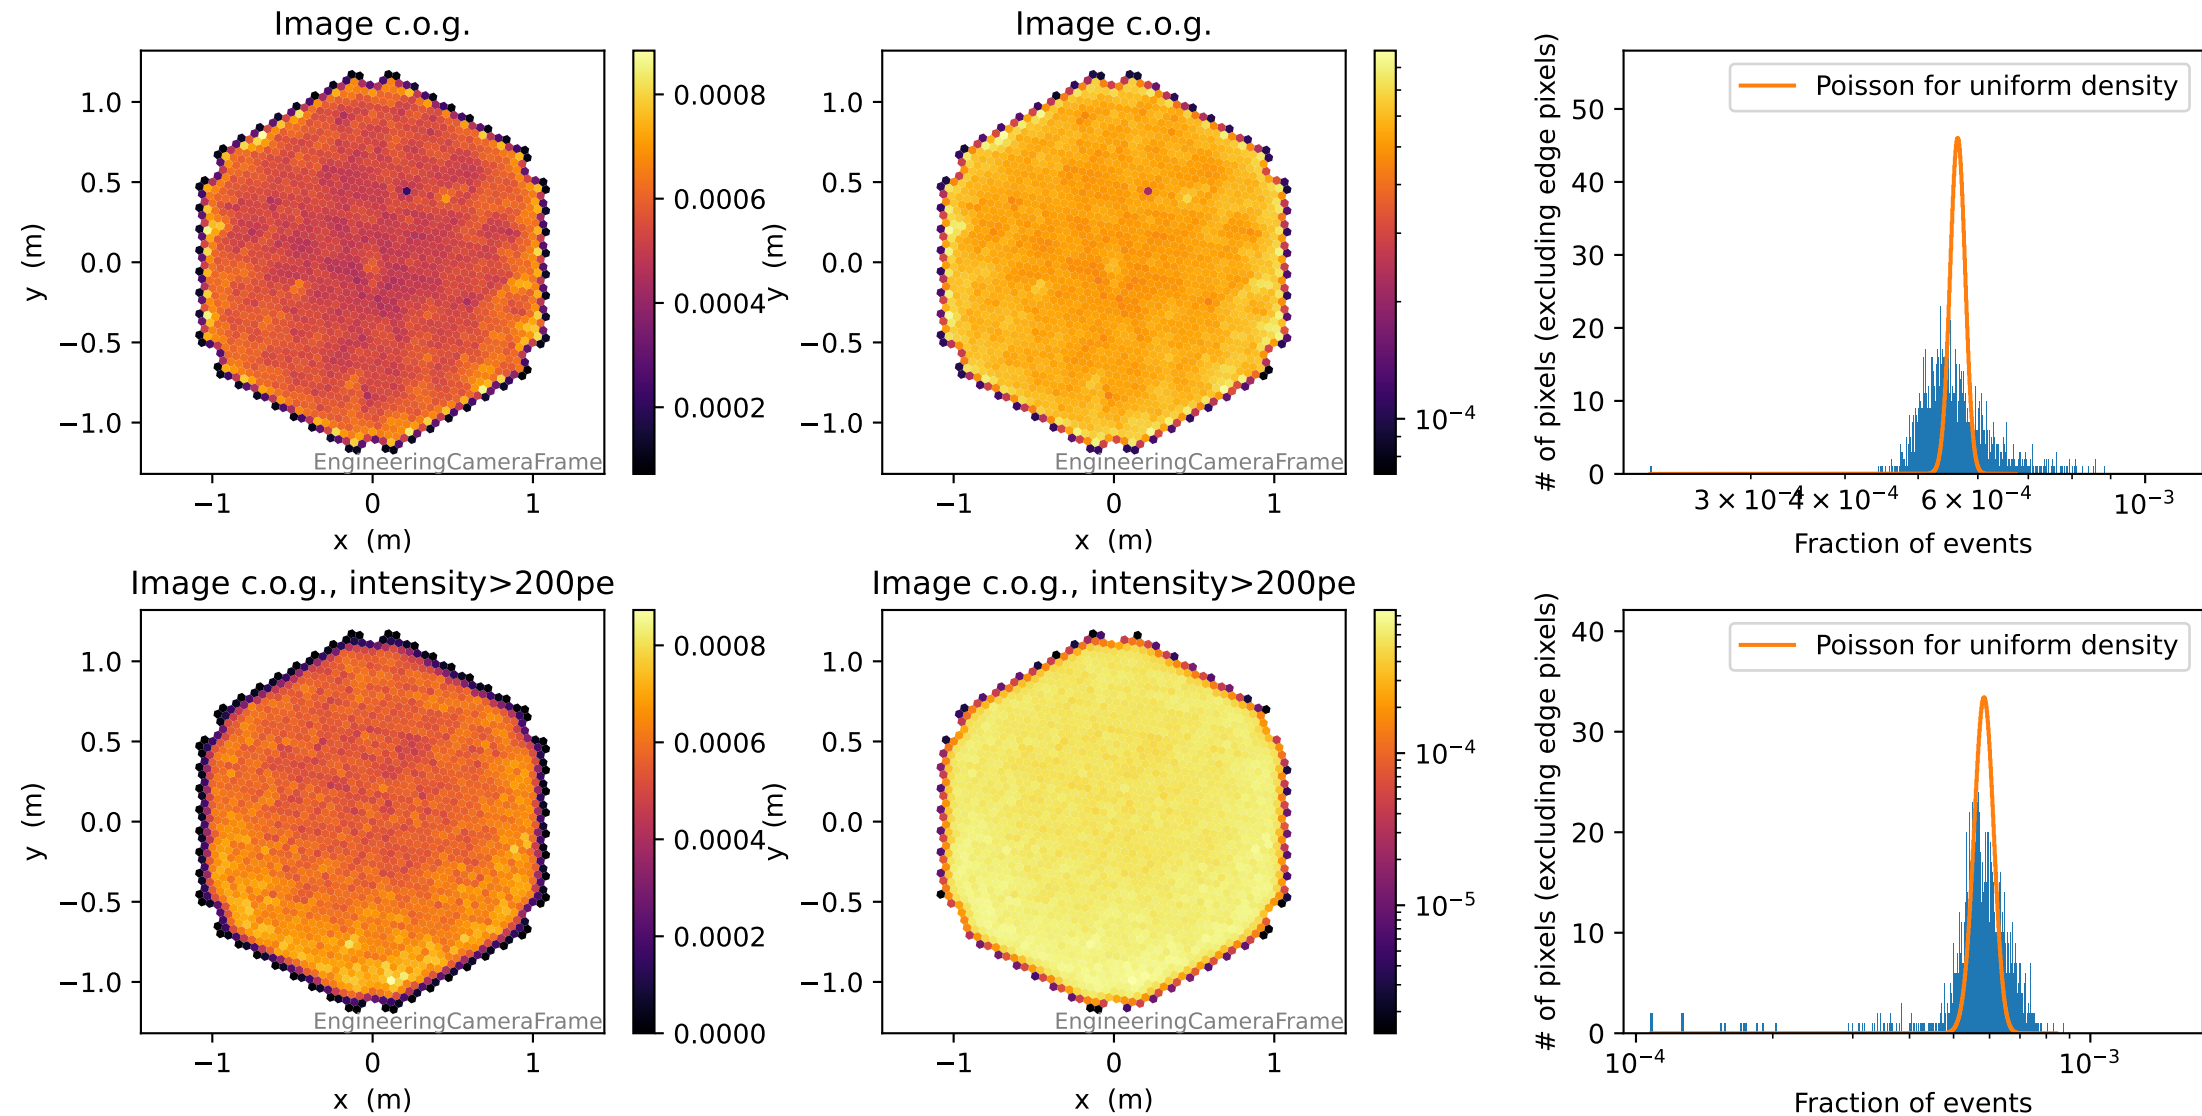 Image c.o.g.
1.0
0.5
0.0
−0.5
−1.0
y (m)
−1
0
1
x (m)
EngineeringCameraFrame
0.0008
0.0006
0.0004
0.0002
Image c.o.g.
1.0
0.5
0.0
−0.5
−1.0
y (m)
−1
0
1
x (m)
EngineeringCameraFrame
10⁻⁴
Poisson for uniform density
50
40
30
20
10
0
# of pixels (excluding edge pixels)
3 × 10⁻⁴
4 × 10⁻⁴
6 × 10⁻⁴
10⁻³
Fraction of events
Image c.o.g., intensity>200pe
1.0
0.5
0.0
−0.5
−1.0
y (m)
−1
0
1
x (m)
EngineeringCameraFrame
0.0008
0.0006
0.0004
0.0002
0.0000
Image c.o.g., intensity>200pe
1.0
0.5
0.0
−0.5
−1.0
y (m)
−1
0
1
x (m)
EngineeringCameraFrame
10⁻⁴
10⁻⁵
Poisson for uniform density
40
30
20
10
0
# of pixels (excluding edge pixels)
10⁻⁴
10⁻³
Fraction of events